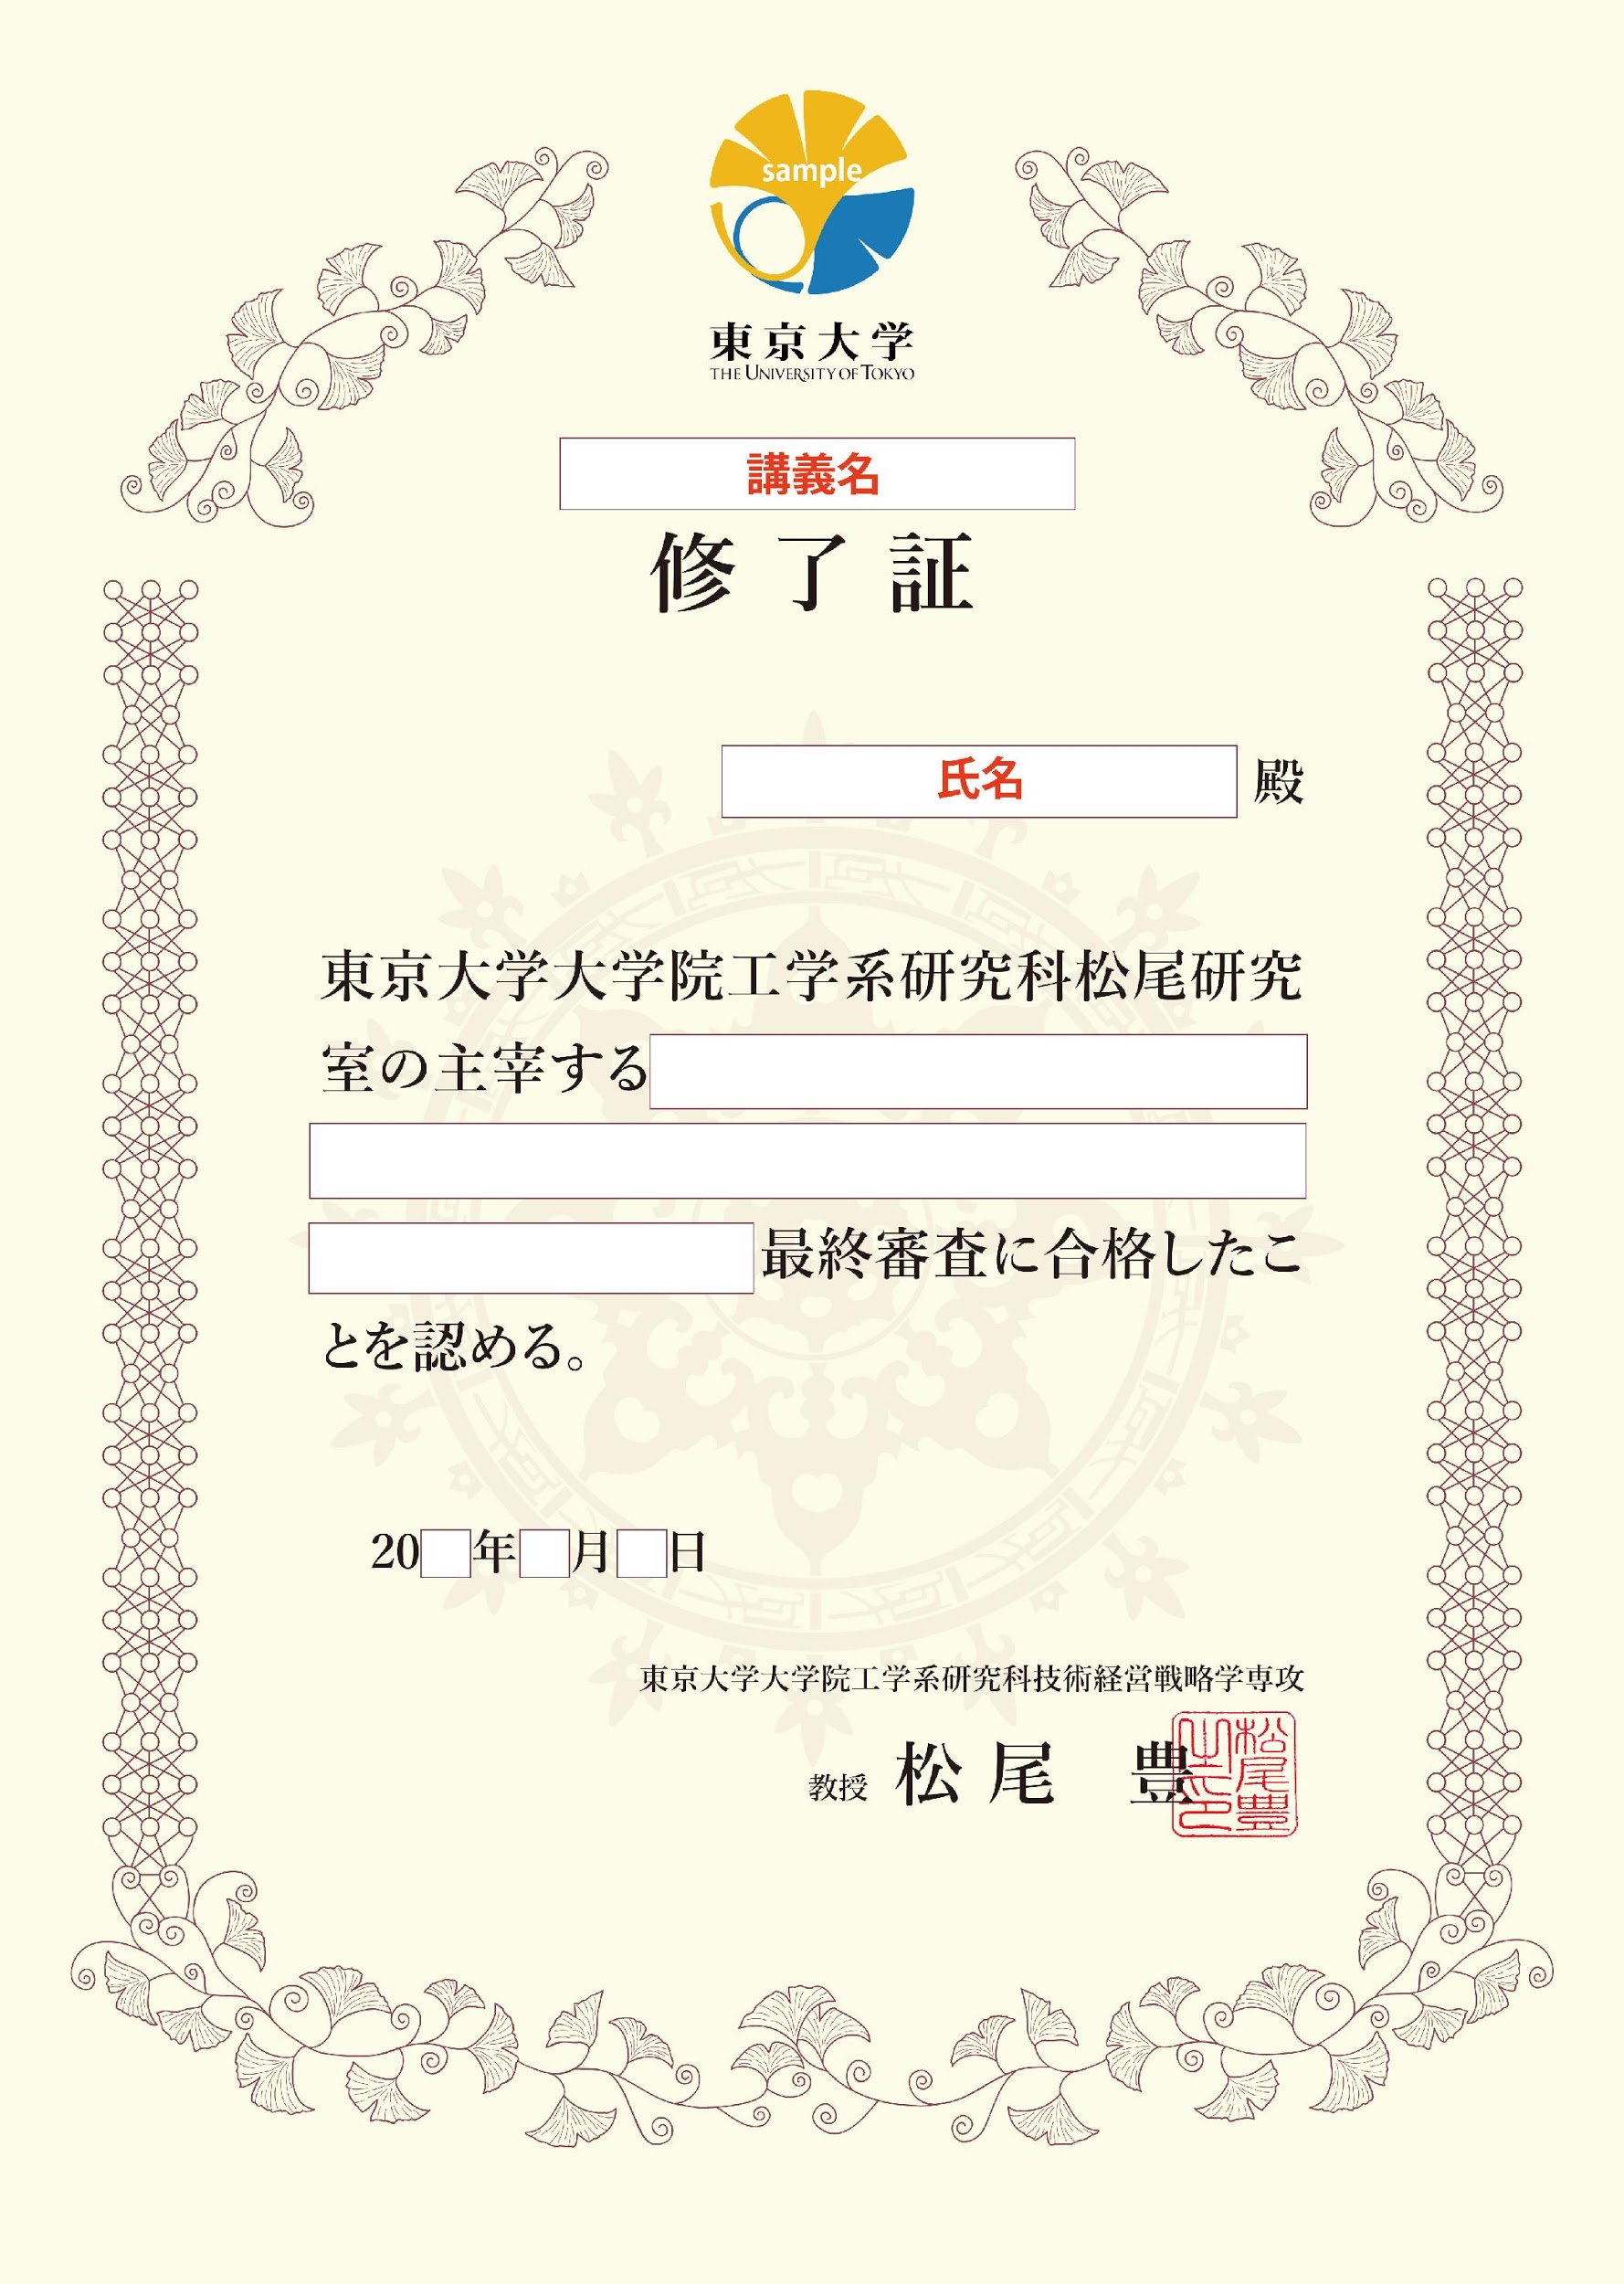 sample
東京大学
THE UNIVERSITY OF TOKYO
講義名
修了証
氏名 殿
東京大学大学院工学系研究科松尾研究
室の主宰する
最終審査に合格したこ
とを認める。
20 年 月 日
東京大学大学院工学系研究科技術経営戦略学専攻
教授 松尾 豊
松尾豊之印